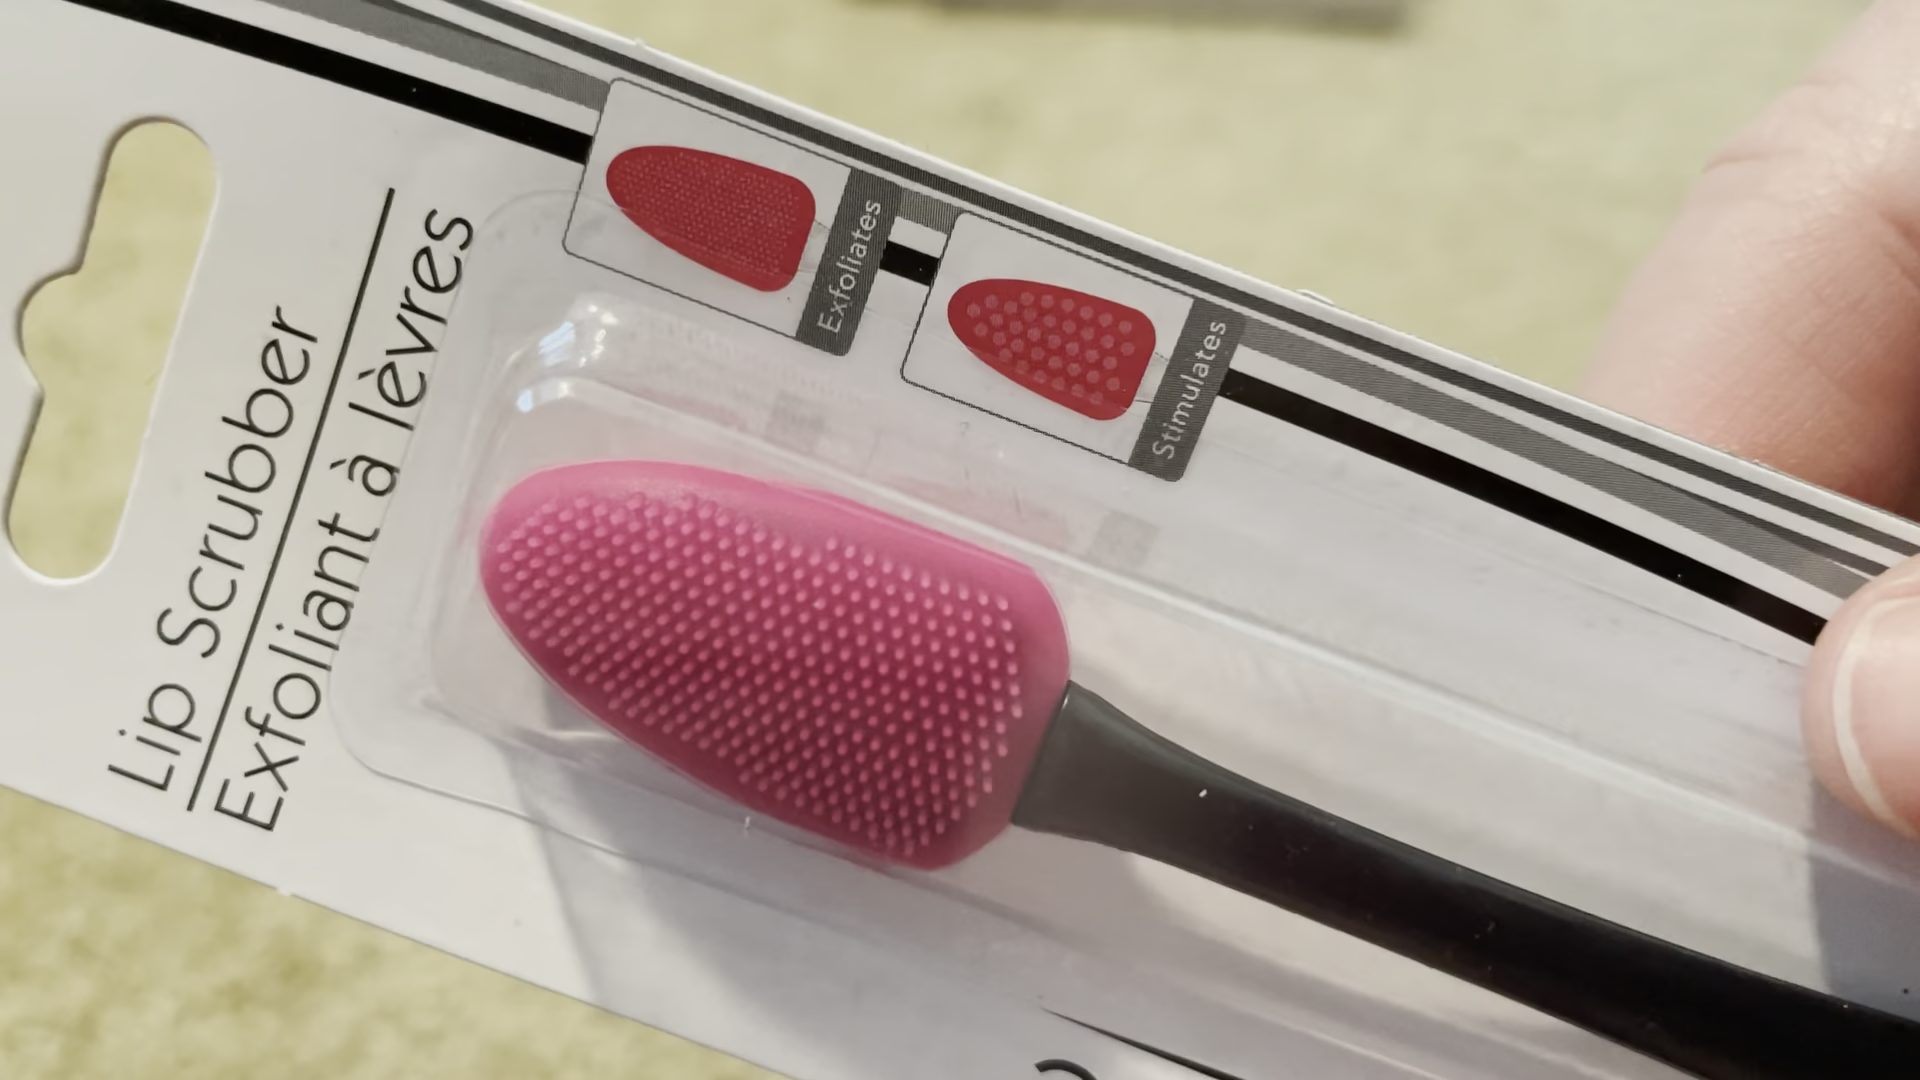 Lip Scrubber
Exfoliant à lèvres
Exfoliates
Stimulates